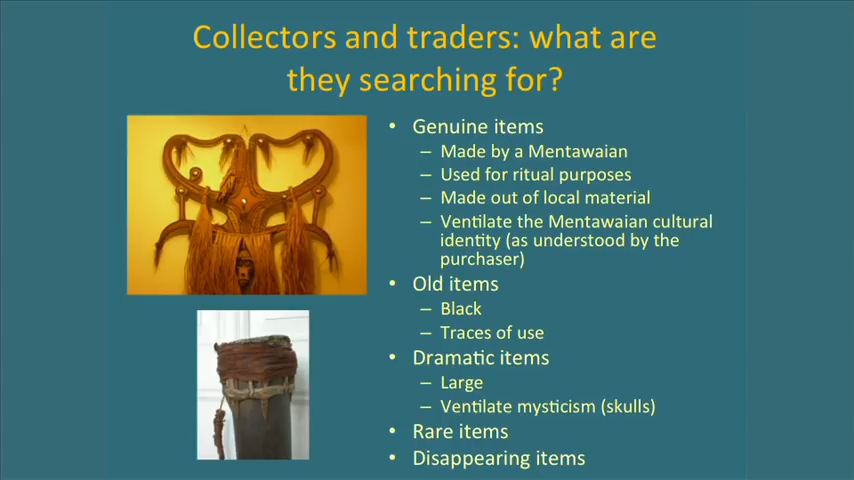 Collectors and traders: what are
they searching for?
• Genuine items
– Made by a Mentawaian
– Used for ritual purposes
– Made out of local material
– Ventilate the Mentawaian cultural
identity (as understood by the
purchaser)
• Old items
– Black
– Traces of use
• Dramatic items
– Large
– Ventilate mysticism (skulls)
• Rare items
• Disappearing items